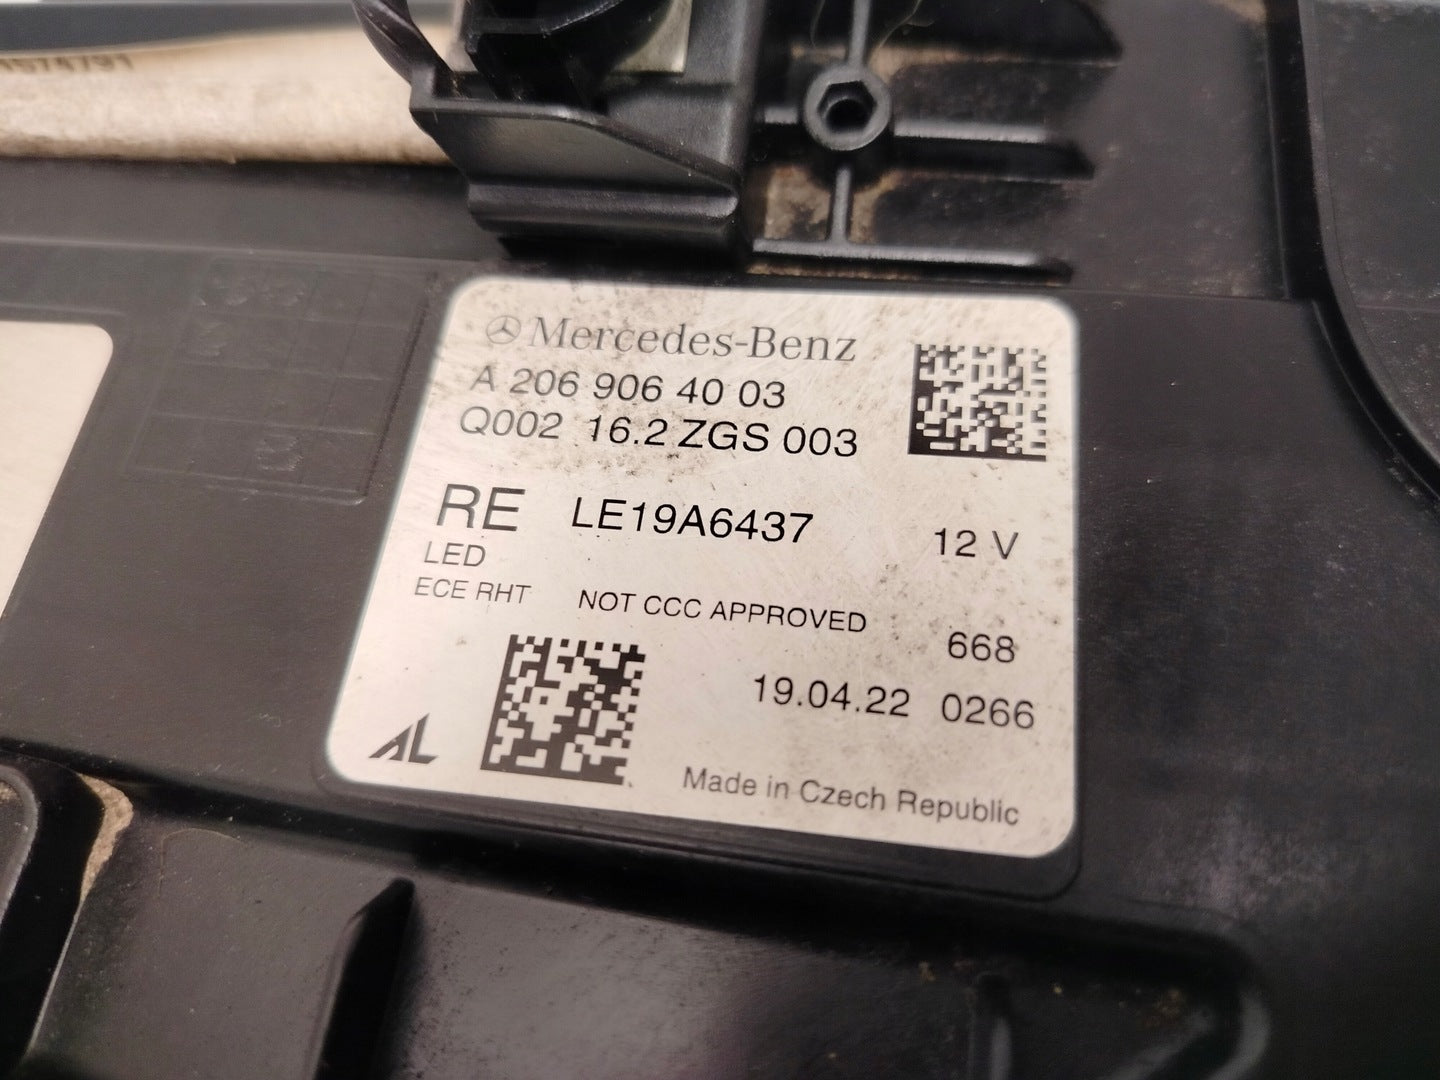 Mercedes-Benz
A 206 906 40 03
Q002 16.2 ZGS 003
RE LE19A6437 12 V
LED
ECE RHT NOT CCC APPROVED 668
19.04.22 0266
AL
Made in Czech Republic